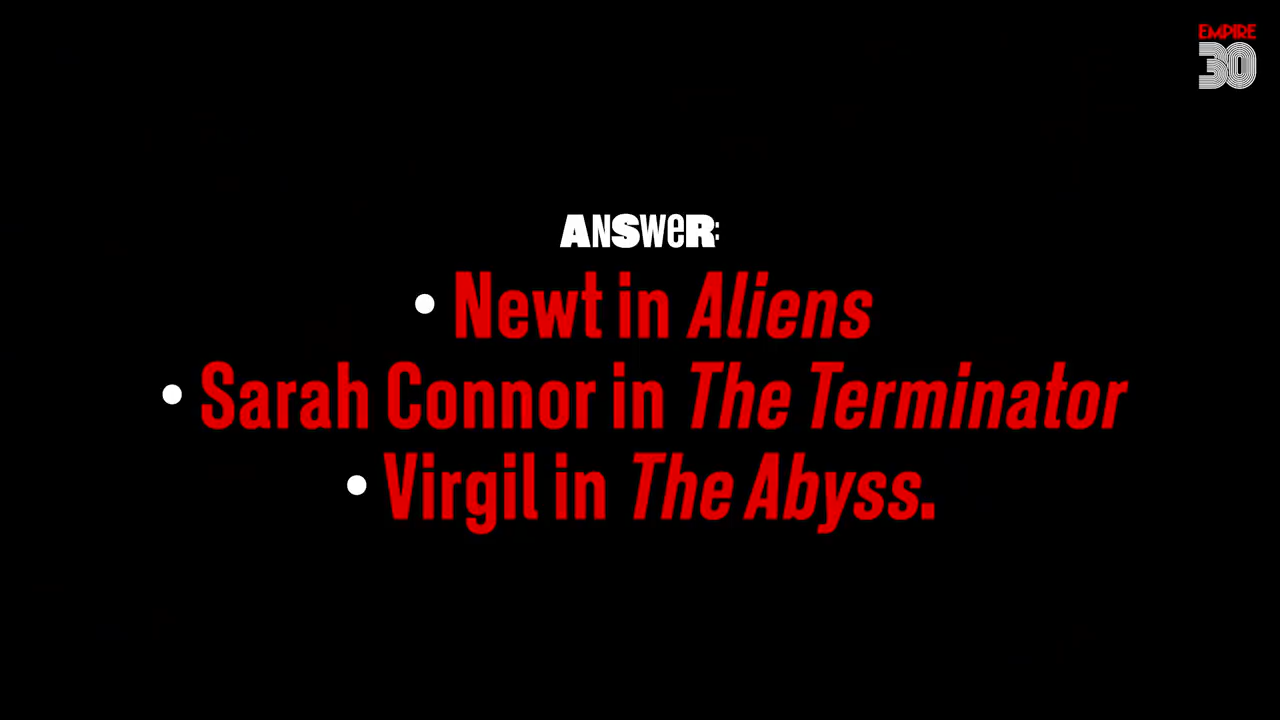 EMPIRE
30
ANSWeR:
• Newt in Aliens
• Sarah Connor in The Terminator
• Virgil in The Abyss.